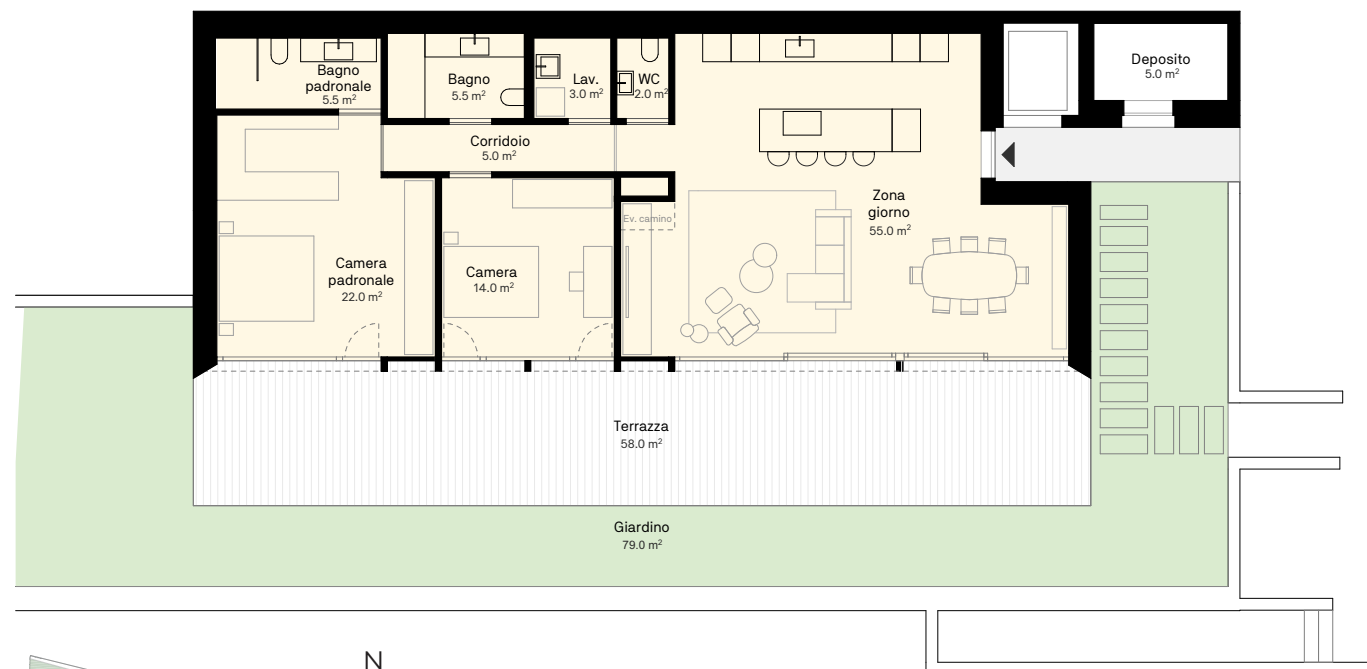 Bagno
padronale
5.5 m²
Bagno
5.5 m²
Lav.
3.0 m²
WC
2.0 m²
Deposito
5.0 m²
Corridoio
5.0 m²
Zona
giorno
55.0 m²
Ev. camino
Camera
padronale
22.0 m²
Camera
14.0 m²
Terrazza
58.0 m²
Giardino
79.0 m²
N